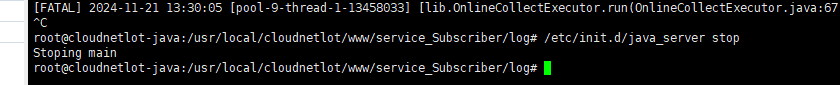 [FATAL] 2024-11-21 13:30:05 [pool-9-thread-1-13458033] [lib.OnlineCollectExecutor.run(OnlineCollectExecutor.java:67
^C
root@cloudnetlot-java:/usr/local/cloudnetlot/www/service_Subscriber/log# /etc/init.d/java_server stop
Stoping main
root@cloudnetlot-java:/usr/local/cloudnetlot/www/service_Subscriber/log#